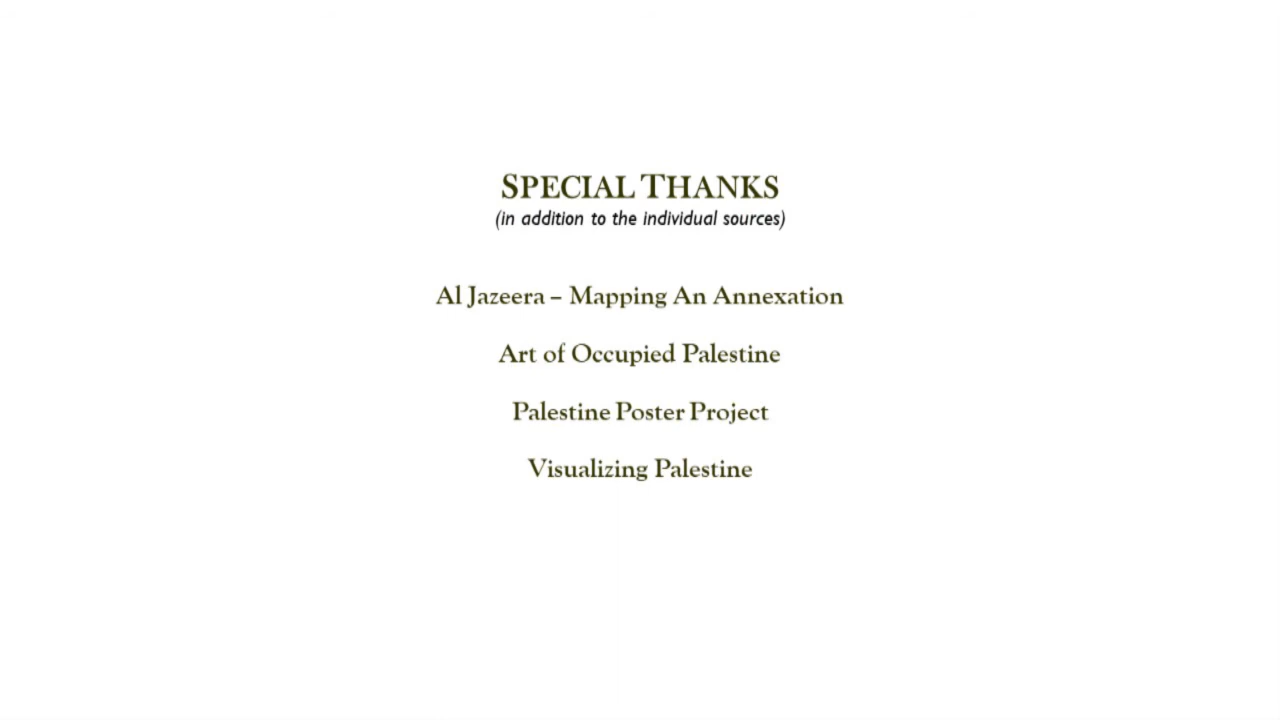 SPECIAL THANKS
(in addition to the individual sources)
Al Jazeera – Mapping An Annexation
Art of Occupied Palestine
Palestine Poster Project
Visualizing Palestine